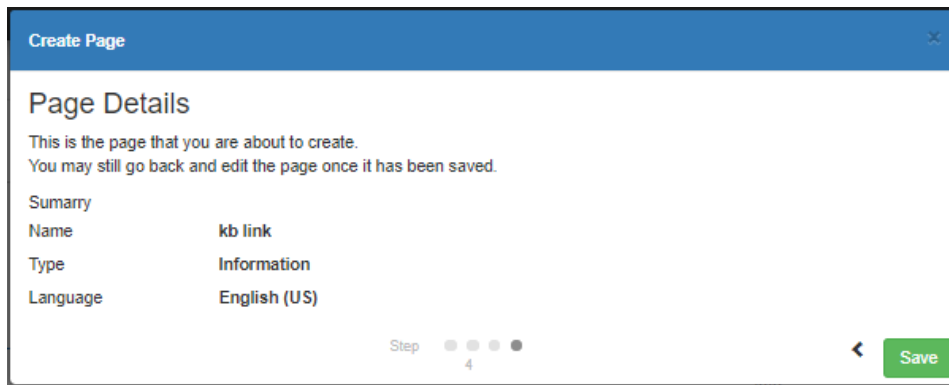 Create Page
×
Page Details
This is the page that you are about to create.
You may still go back and edit the page once it has been saved.
Sumarry
Name kb link
Type Information
Language English (US)
Step
4
Save